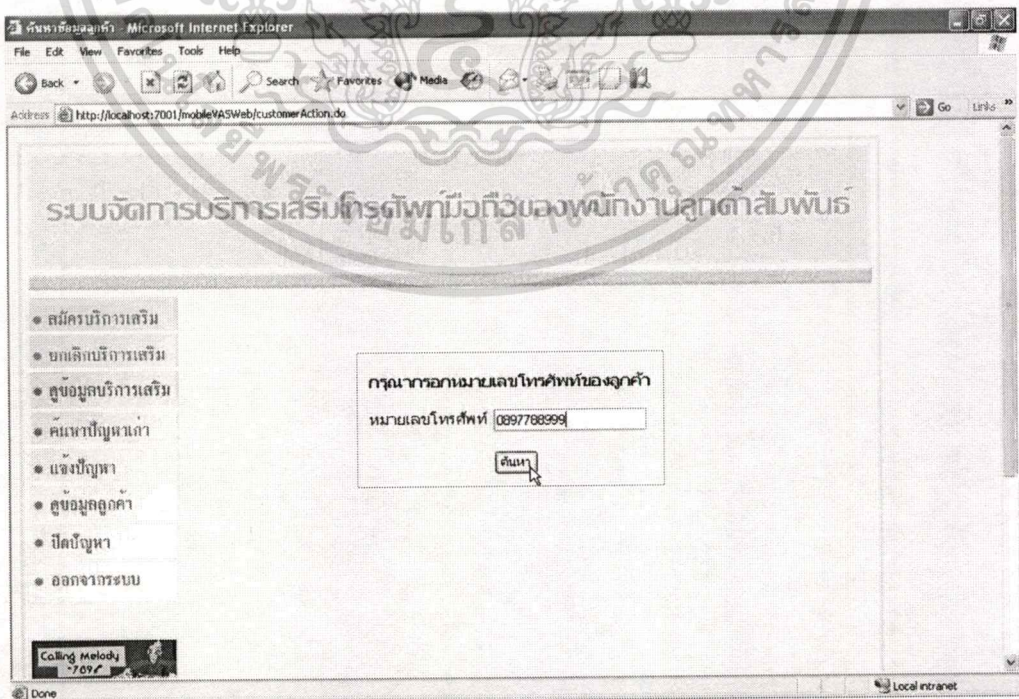 ค้นหาข้อมูลลูกค้า - Microsoft Internet Explorer
File Edit View Favorites Tools Help
Back Search Favorites Media
Address http://localhost:7001/mobileVASWeb/customerAction.do Go Links »
ระบบจัดการบริการเสริมโทรศัพท์มือถือของพนักงานลูกค้าสัมพันธ์
สมัครบริการเสริม
ยกเลิกบริการเสริม
ดูข้อมูลบริการเสริม
ค้นหาปัญหาเก่า
แจ้งปัญหา
ดูข้อมูลลูกค้า
ปิดปัญหา
ออกจากระบบ
กรุณากรอกหมายเลขโทรศัพท์ของลูกค้า
หมายเลขโทรศัพท์ 0897788999
ค้นหา
Calling Melody
Done Local intranet